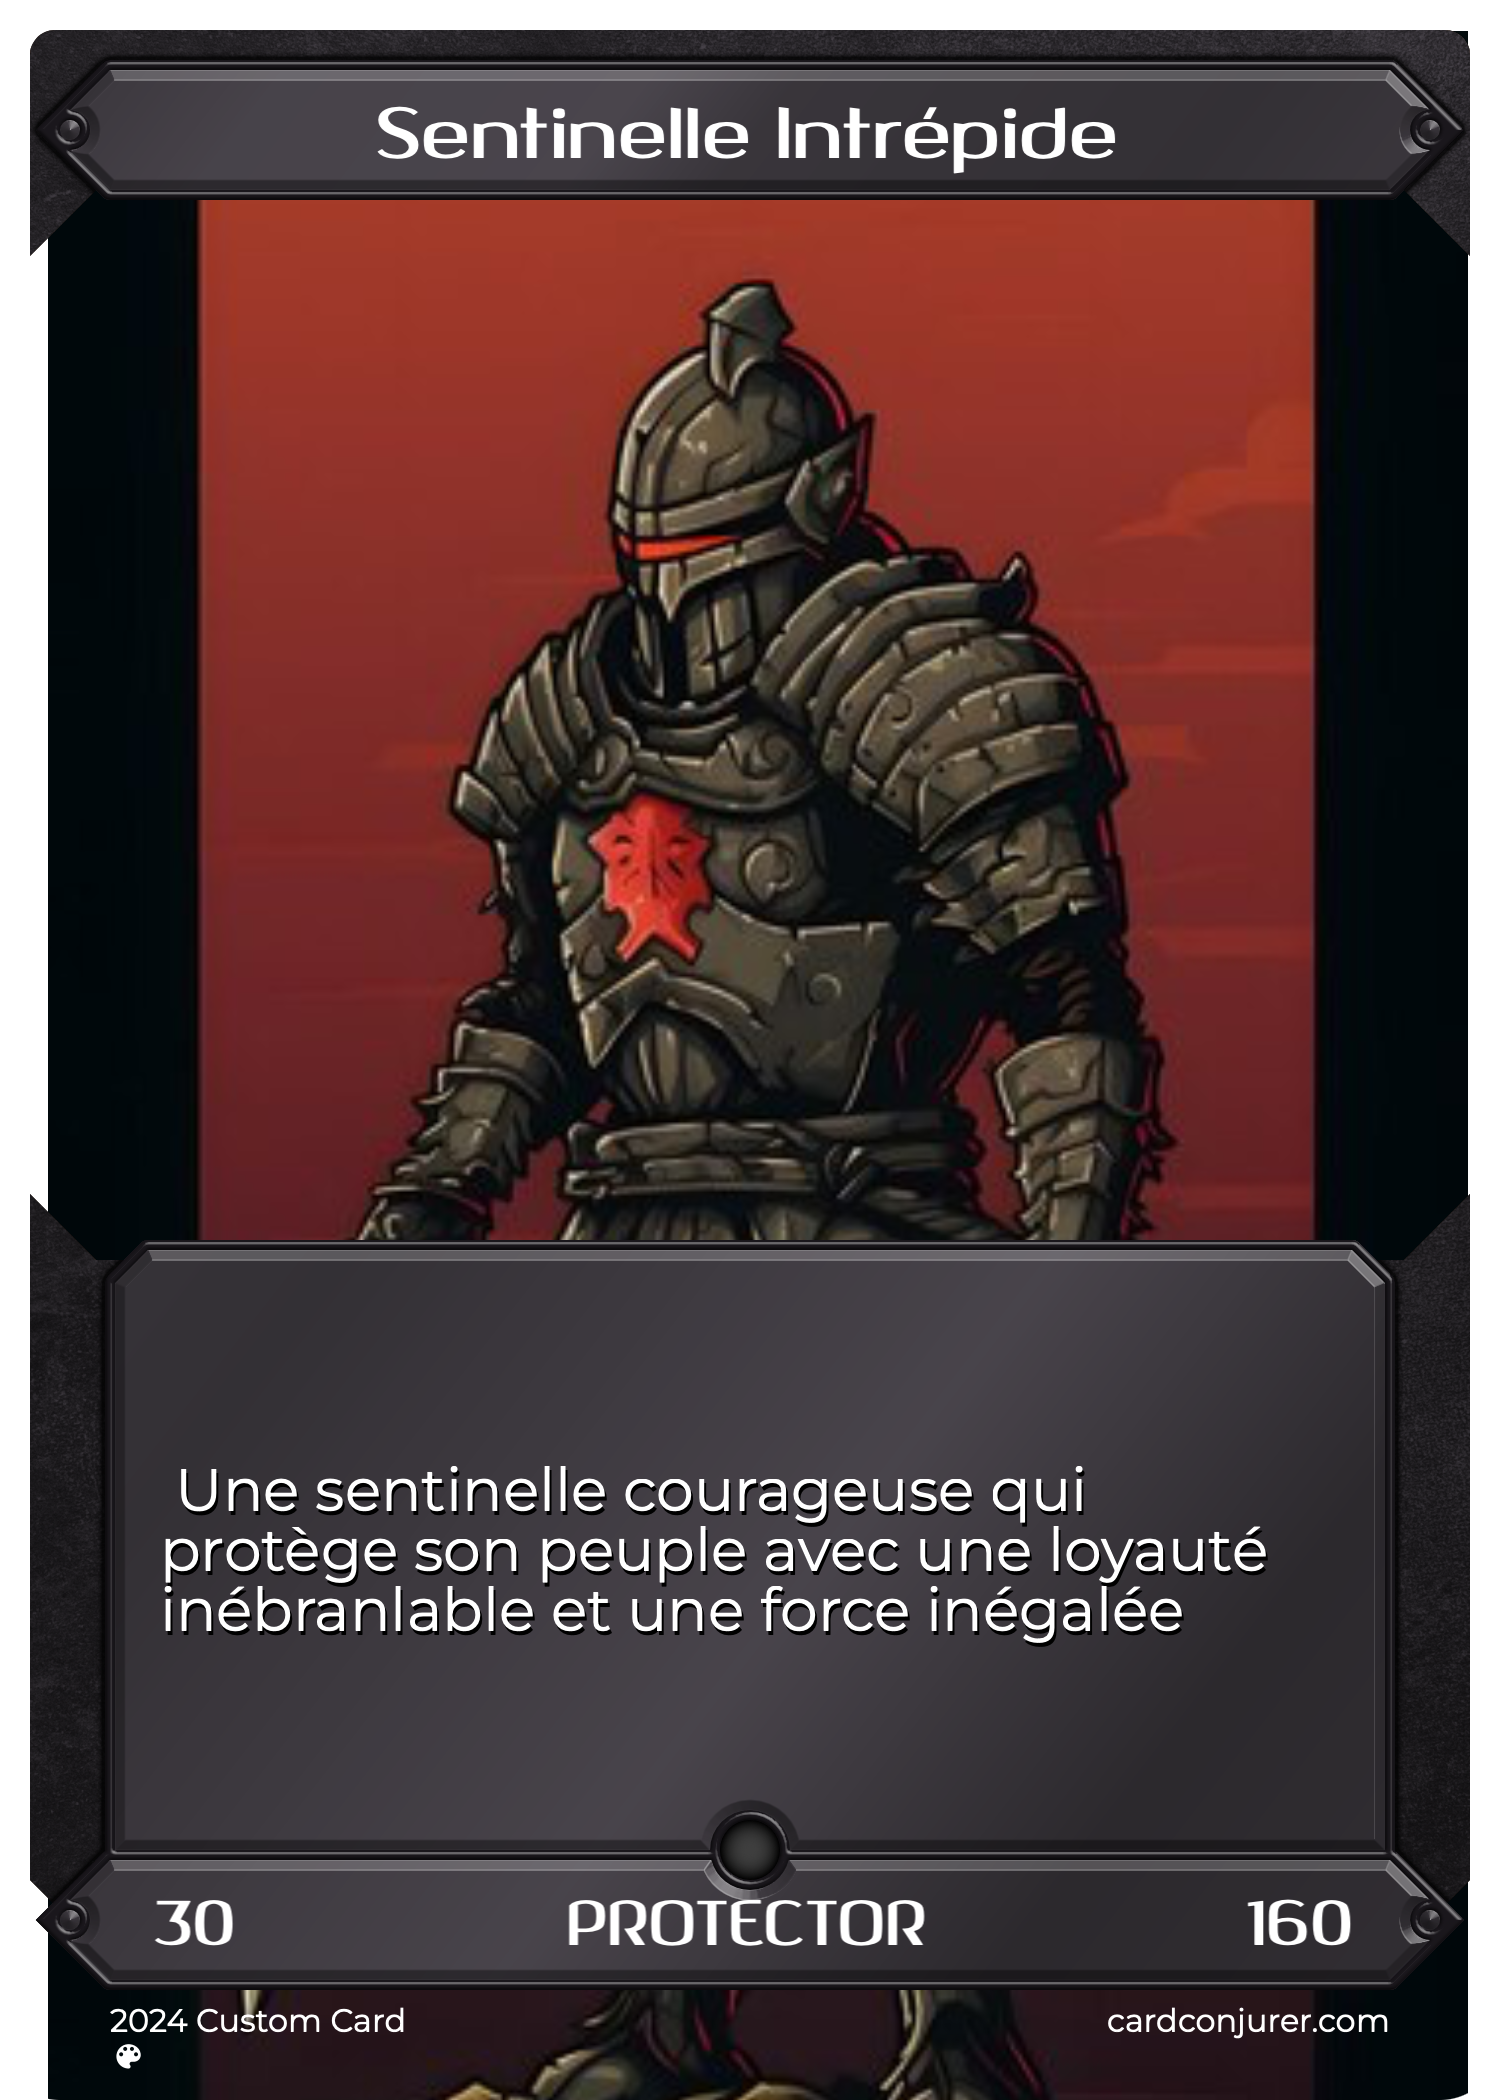 Sentinelle Intrépide
Une sentinelle courageuse qui
protège son peuple avec une loyauté
inébranlable et une force inégalée
30 PROTECTOR 160
2024 Custom Card cardconjurer.com